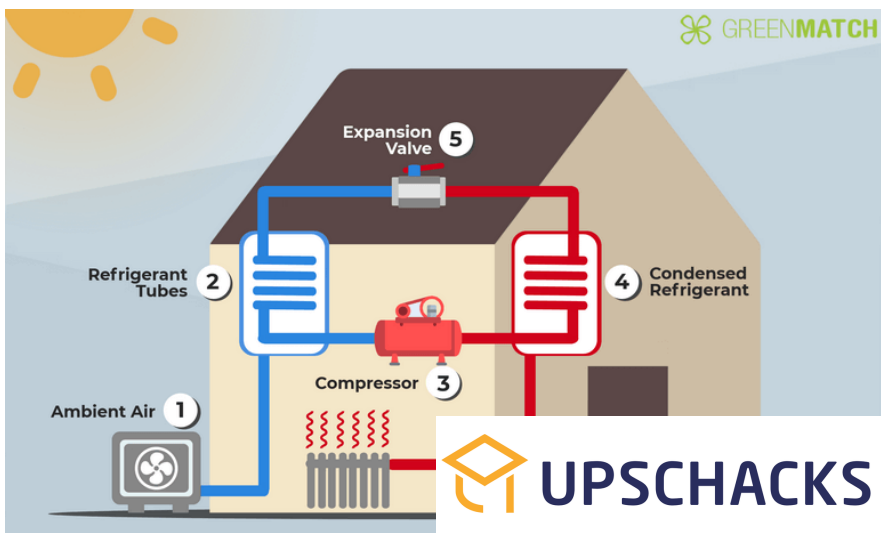 GREENMATCH
Expansion
Valve
5
Refrigerant
Tubes
2
4
Condensed
Refrigerant
Compressor
3
Ambient Air
1
UPSCHACKS